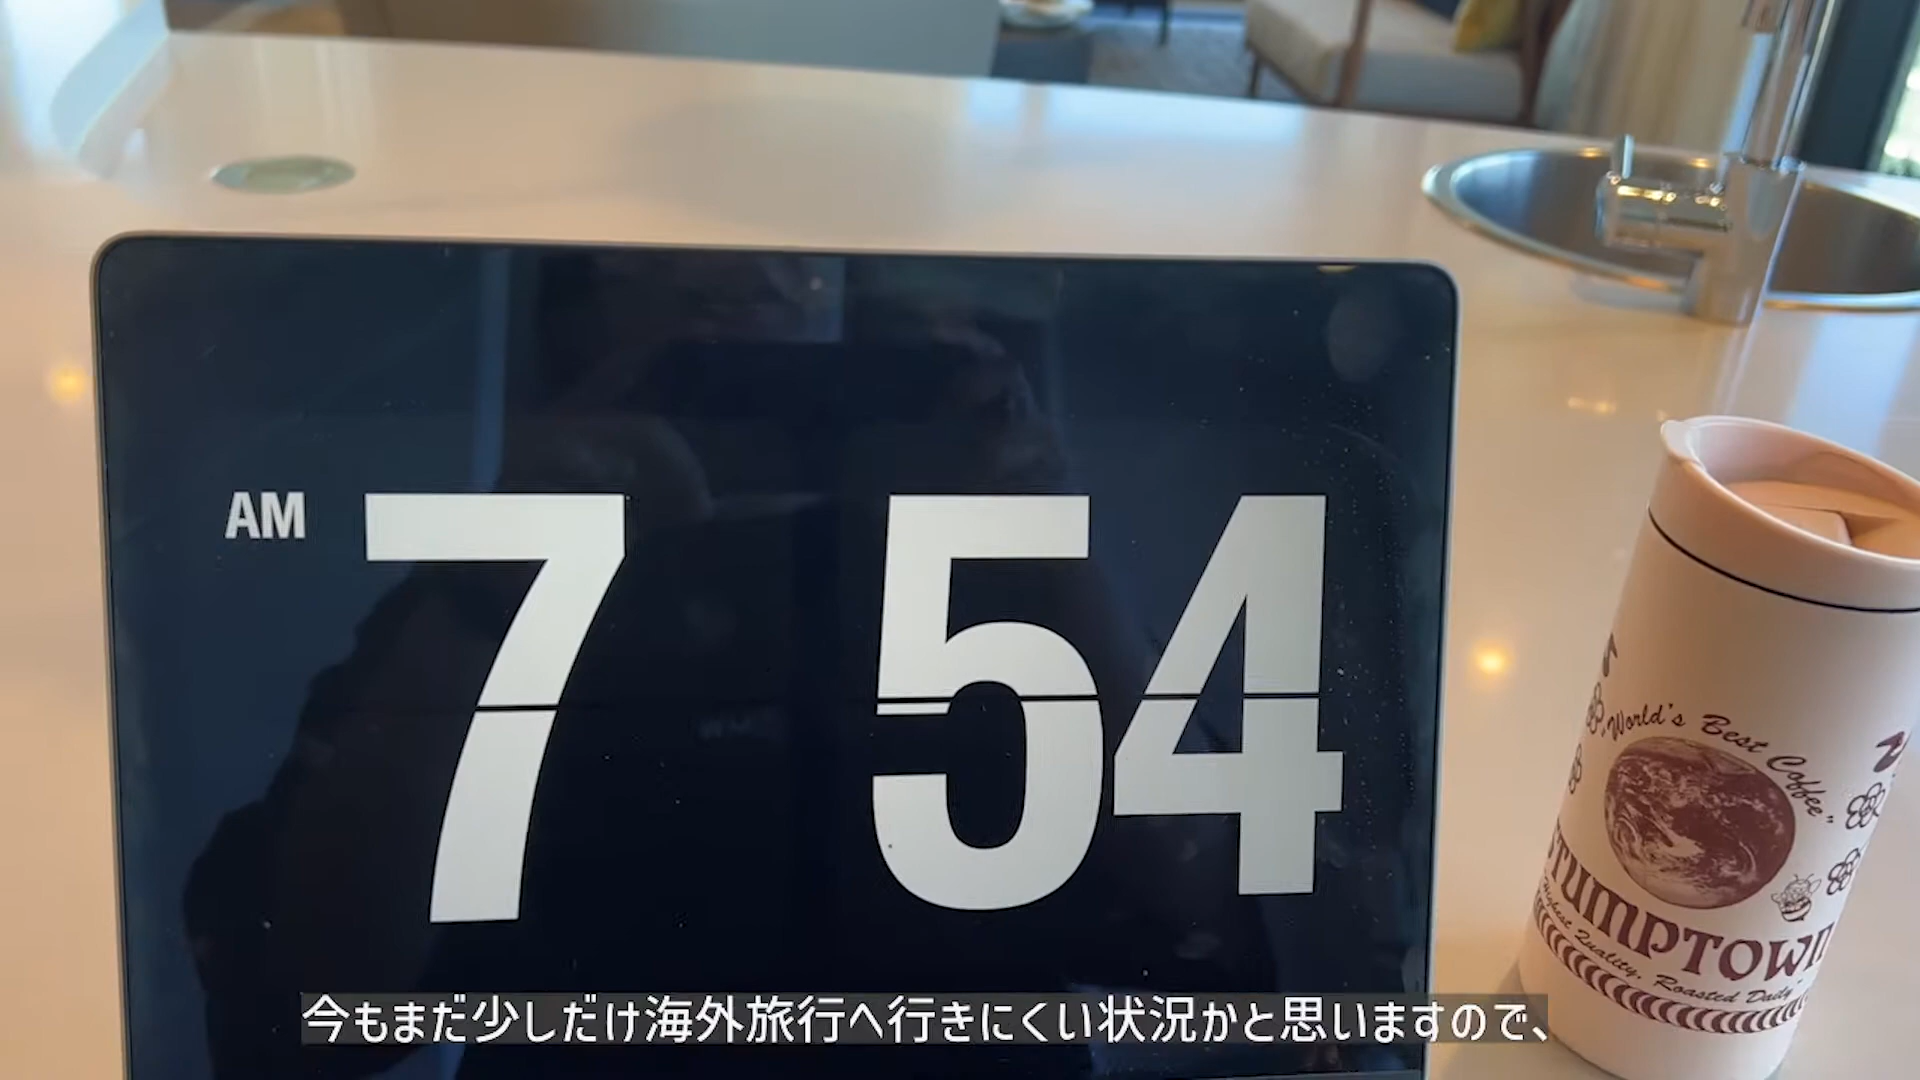 AM
7 54
"World's Best Coffee"
STUMPTOWN
Highest Quality, Roasted Daily
今もまだ少しだけ海外旅行へ行きにくい状況かと思いますので、